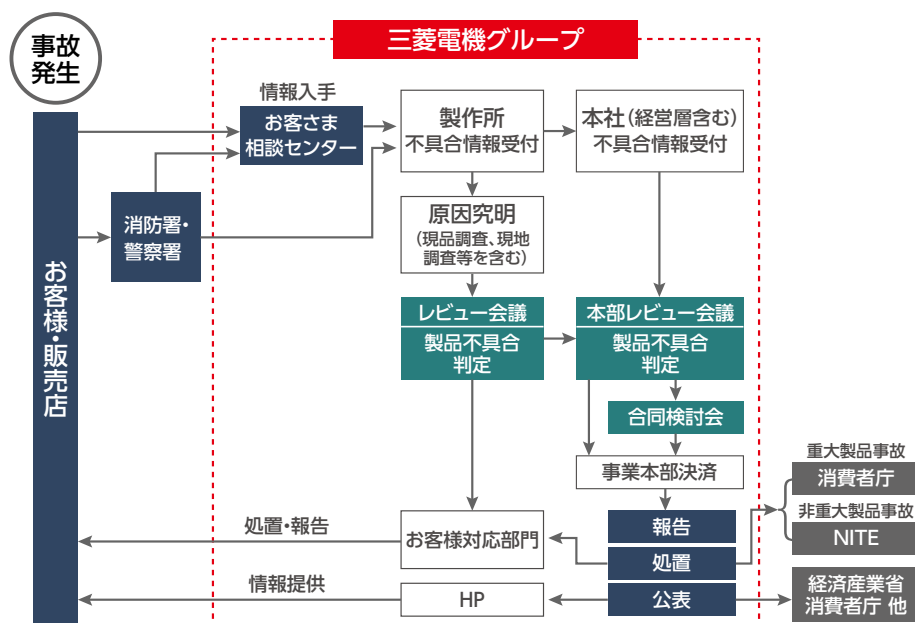 事故
発生
三菱電機グループ
情報入手
お客さま
相談センター
製作所
不具合情報受付
本社(経営層含む)
不具合情報受付
消防署・
警察署
原因究明
(現品調査、現地
調査等を含む)
お客様・販売店
レビュー会議
製品不具合
判定
本部レビュー会議
製品不具合
判定
合同検討会
事業本部決済
重大製品事故
消費者庁
非重大製品事故
NITE
報告
処置・報告
お客様対応部門
処置
情報提供
HP
公表
経済産業省
消費者庁 他